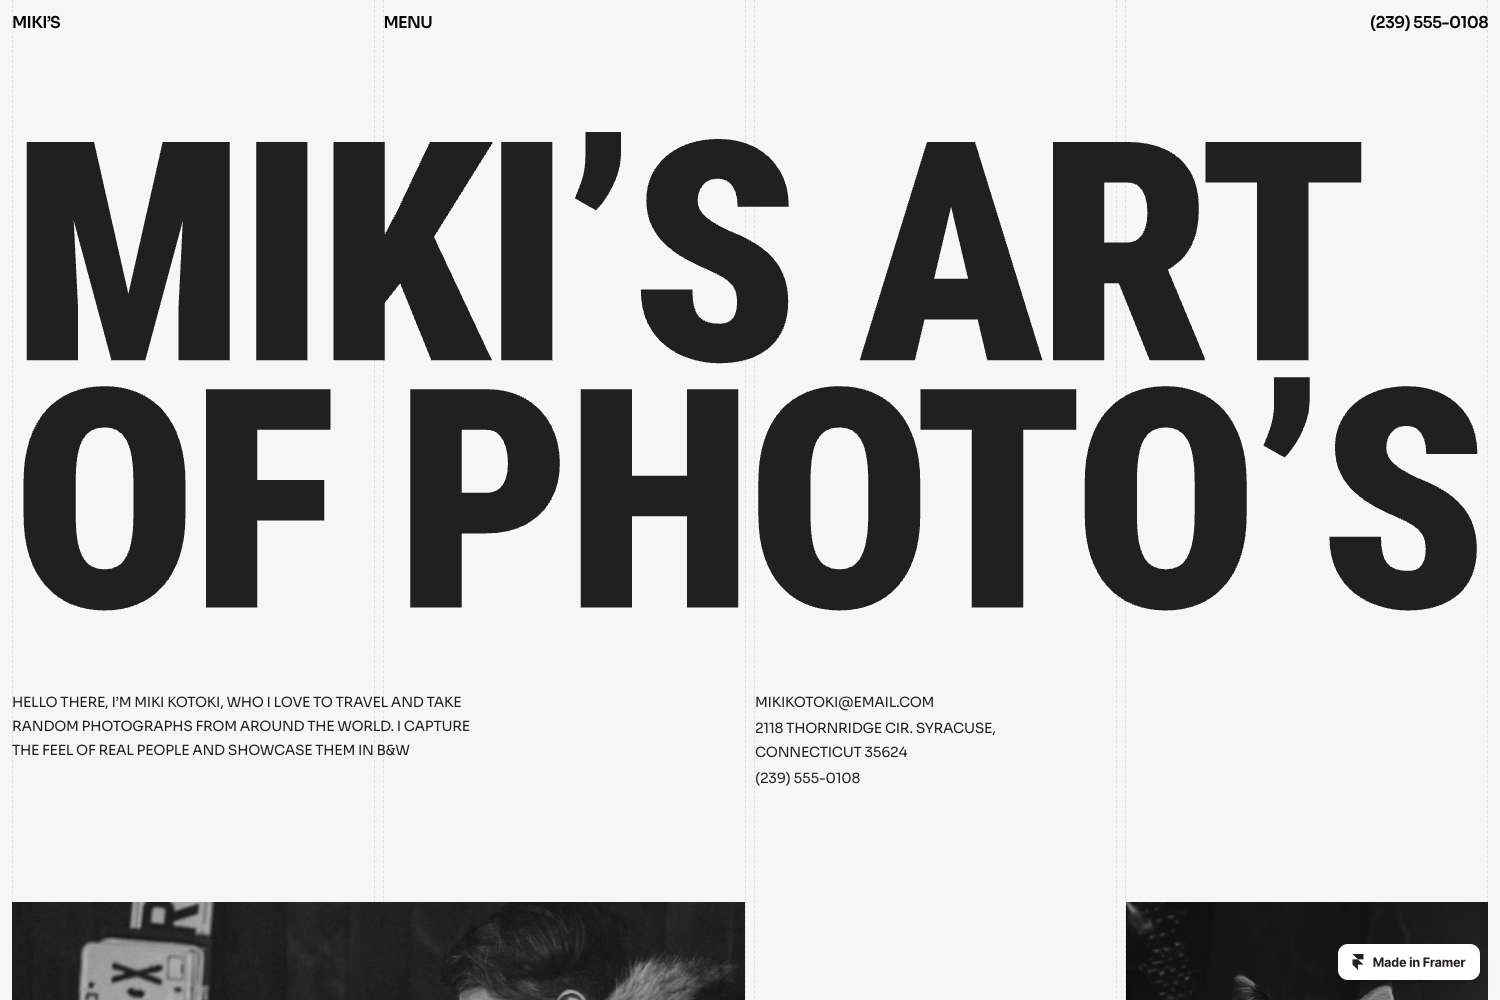 MIKI’S
MENU
(239) 555-0108
MIKI’S ART
OF PHOTO’S
HELLO THERE, I’M MIKI KOTOKI, WHO I LOVE TO TRAVEL AND TAKE
RANDOM PHOTOGRAPHS FROM AROUND THE WORLD. I CAPTURE
THE FEEL OF REAL PEOPLE AND SHOWCASE THEM IN B&W
MIKIKOTOKI@EMAIL.COM
2118 THORNRIDGE CIR. SYRACUSE,
CONNECTICUT 35624
(239) 555-0108
R
X
Made in Framer